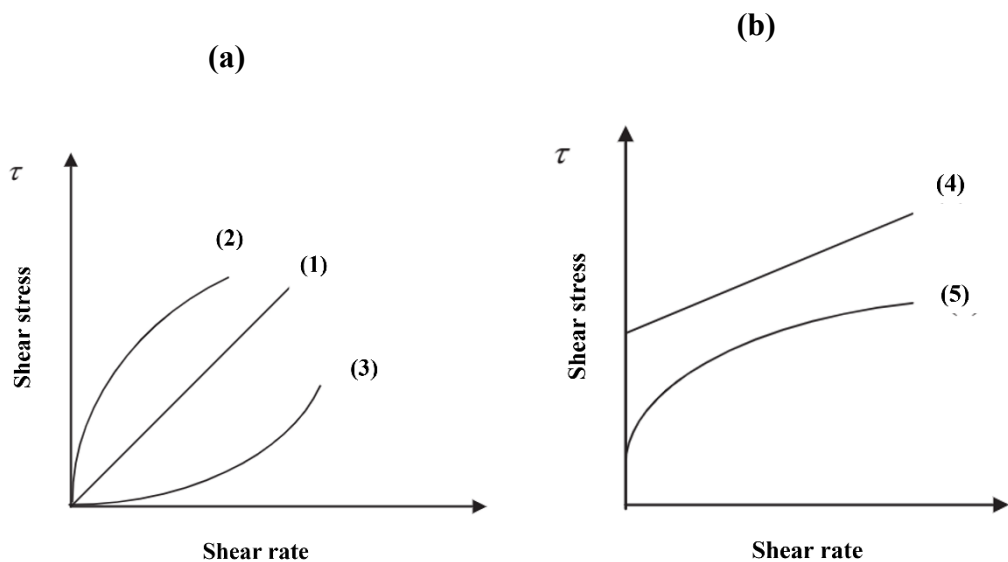 (a)
τ
Shear stress
(2)
(1)
(3)
Shear rate
(b)
τ
Shear stress
(4)
(5)
Shear rate